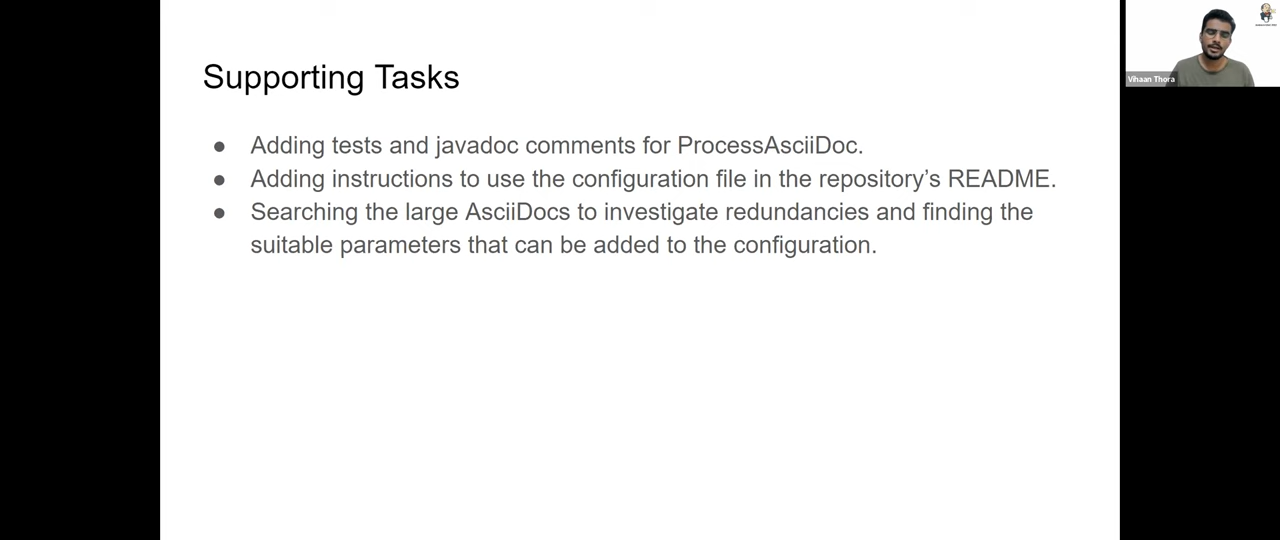 Supporting Tasks
● Adding tests and javadoc comments for ProcessAsciiDoc.
● Adding instructions to use the configuration file in the repository’s README.
● Searching the large AsciiDocs to investigate redundancies and finding the
suitable parameters that can be added to the configuration.
Vihaan Thora